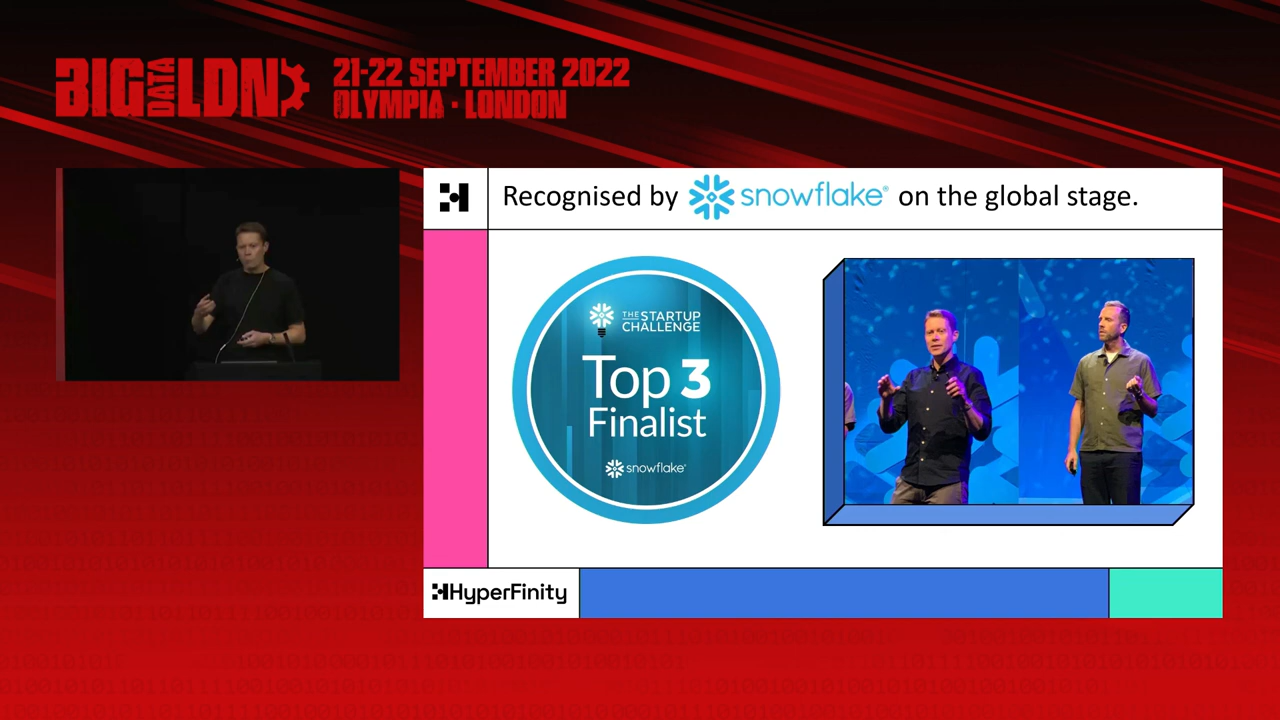 BIG DATA LDN
21-22 SEPTEMBER 2022
OLYMPIA · LONDON
Recognised by snowflake® on the global stage.
THE STARTUP
CHALLENGE
Top 3
Finalist
snowflake®
HyperFinity